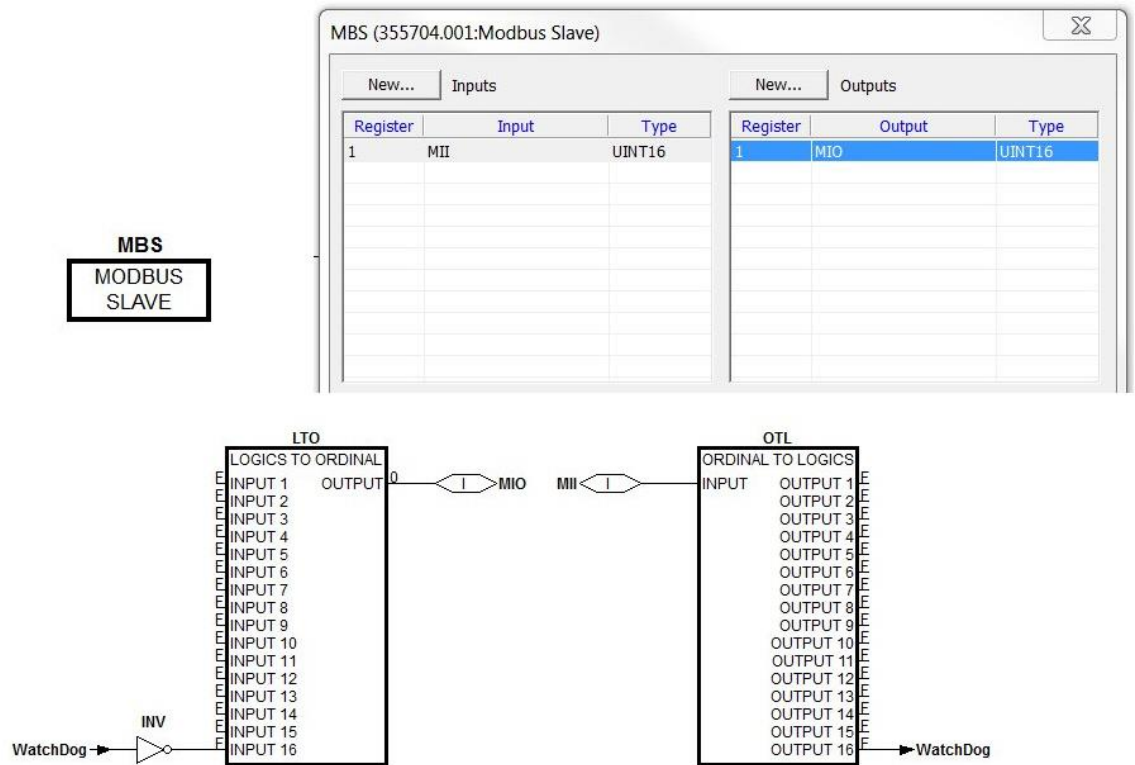 MBS (355704.001:Modbus Slave)
New... Inputs New... Outputs
Register Input Type Register Output Type
1 MII UINT16 1 MIO UINT16
MBS
MODBUS
SLAVE
LTO OTL
LOGICS TO ORDINAL ORDINAL TO LOGICS
E INPUT 1 OUTPUT 0 I MIO MII I INPUT OUTPUT 1 E
E INPUT 2 OUTPUT 2 E
E INPUT 3 OUTPUT 3 E
E INPUT 4 OUTPUT 4 E
E INPUT 5 OUTPUT 5 E
E INPUT 6 OUTPUT 6 E
E INPUT 7 OUTPUT 7 E
E INPUT 8 OUTPUT 8 E
E INPUT 9 OUTPUT 9 E
E INPUT 10 OUTPUT 10 E
E INPUT 11 OUTPUT 11 E
E INPUT 12 OUTPUT 12 E
E INPUT 13 OUTPUT 13 E
E INPUT 14 OUTPUT 14 E
INV E INPUT 15 OUTPUT 15 E
WatchDog E INPUT 16 OUTPUT 16 E WatchDog